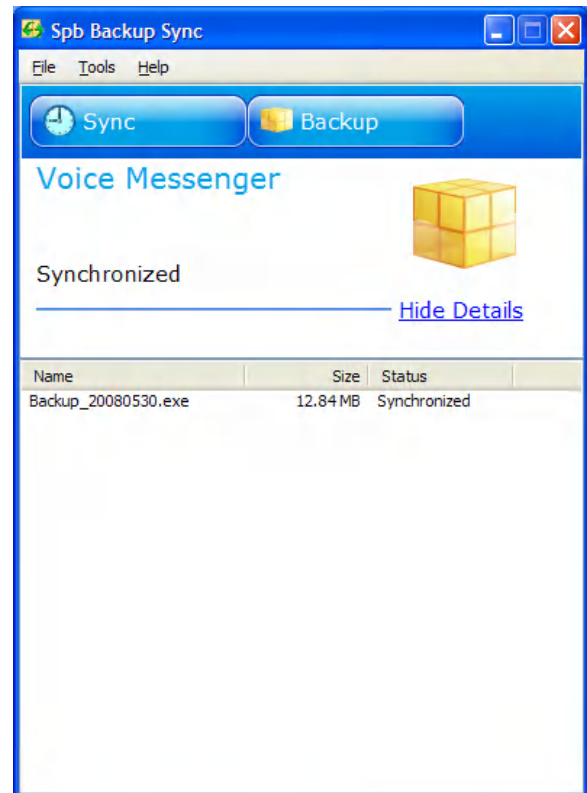 Spb Backup Sync
File Tools Help
Sync Backup
Voice Messenger
Synchronized
Hide Details
Name Size Status
Backup_20080530.exe 12.84 MB Synchronized